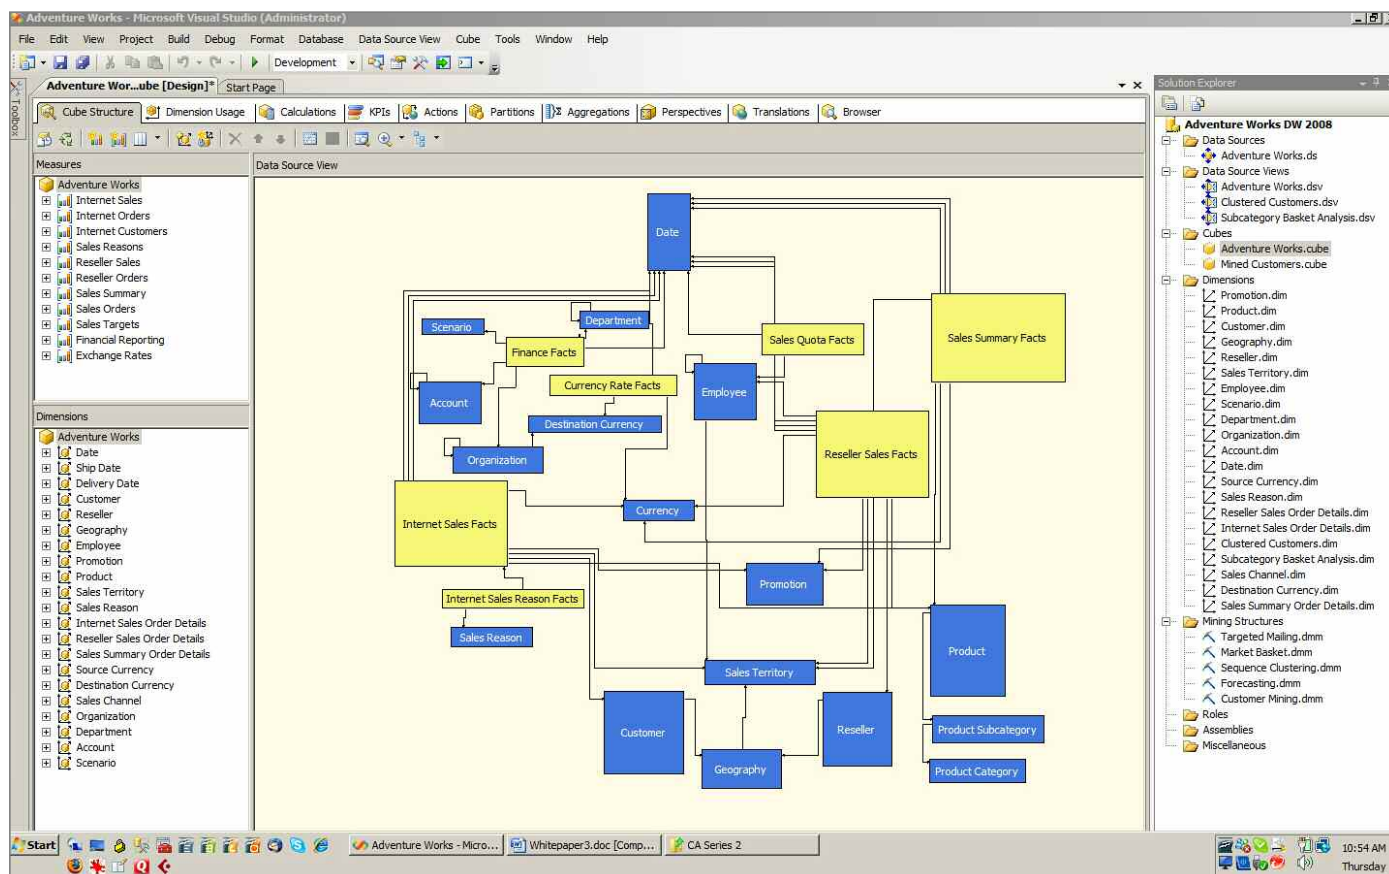 Adventure Works - Microsoft Visual Studio (Administrator)
File Edit View Project Build Debug Format Database Data Source View Cube Tools Window Help
Development
Toolbox
Adventure Wor...ube [Design]* Start Page
Cube Structure Dimension Usage Calculations KPIs Actions Partitions Aggregations Perspectives Translations Browser
Measures
Adventure Works
Internet Sales
Internet Orders
Internet Customers
Sales Reasons
Reseller Sales
Reseller Orders
Sales Summary
Sales Orders
Sales Targets
Financial Reporting
Exchange Rates
Dimensions
Adventure Works
Date
Ship Date
Delivery Date
Customer
Reseller
Geography
Employee
Promotion
Product
Sales Territory
Sales Reason
Internet Sales Order Details
Reseller Sales Order Details
Sales Summary Order Details
Source Currency
Destination Currency
Sales Channel
Organization
Department
Account
Scenario
Data Source View
Date
Scenario
Department
Finance Facts
Sales Quota Facts
Sales Summary Facts
Account
Currency Rate Facts
Employee
Destination Currency
Organization
Reseller Sales Facts
Internet Sales Facts
Currency
Promotion
Internet Sales Reason Facts
Sales Reason
Product
Sales Territory
Customer
Reseller
Product Subcategory
Geography
Product Category
Solution Explorer
Adventure Works DW 2008
Data Sources
Adventure Works.ds
Data Source Views
Adventure Works.dsv
Clustered Customers.dsv
Subcategory Basket Analysis.dsv
Cubes
Adventure Works.cube
Mined Customers.cube
Dimensions
Promotion.dim
Product.dim
Customer.dim
Geography.dim
Reseller.dim
Sales Territory.dim
Employee.dim
Scenario.dim
Department.dim
Organization.dim
Account.dim
Date.dim
Source Currency.dim
Sales Reason.dim
Reseller Sales Order Details.dim
Internet Sales Order Details.dim
Clustered Customers.dim
Subcategory Basket Analysis.dim
Sales Channel.dim
Destination Currency.dim
Sales Summary Order Details.dim
Mining Structures
Targeted Mailing.dmm
Market Basket.dmm
Sequence Clustering.dmm
Forecasting.dmm
Customer Mining.dmm
Roles
Assemblies
Miscellaneous
Start Adventure Works - Micro... Whitepaper3.doc [Comp... CA Series 2
10:54 AM
Thursday